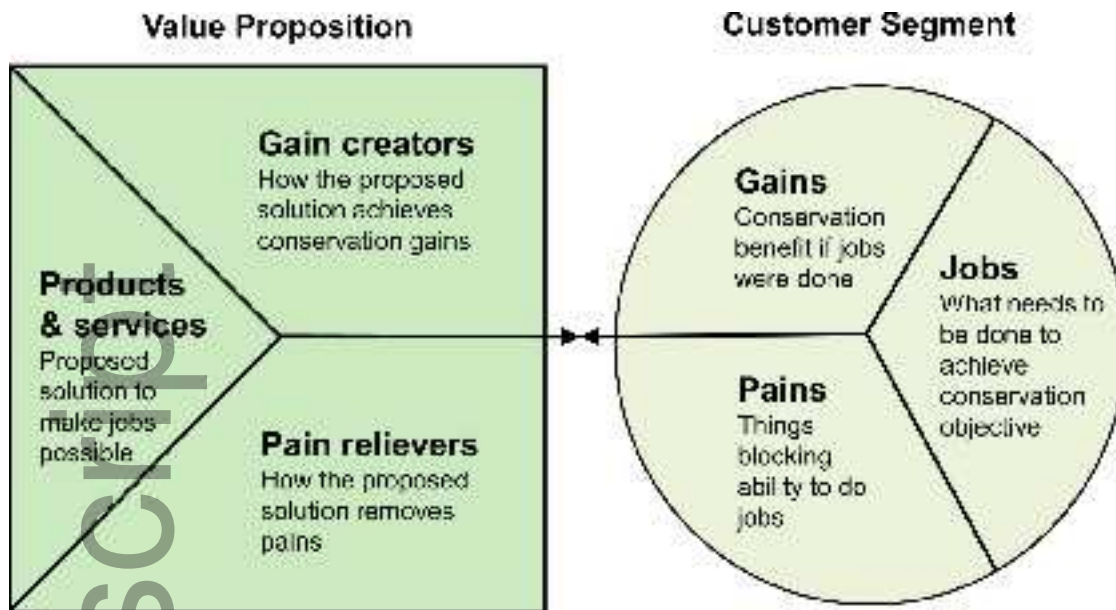 Value Proposition
Customer Segment
Gain creators
How the proposed
solution achieves
conservation gains
Products
& services
Proposed
solution to
make jobs
possible
Pain relievers
How the proposed
solution removes
pains
Gains
Conservation
benefit if jobs
were done
Jobs
What needs to
be done to
achieve
conservation
objective
Pains
Things
blocking
ability to do
jobs
script